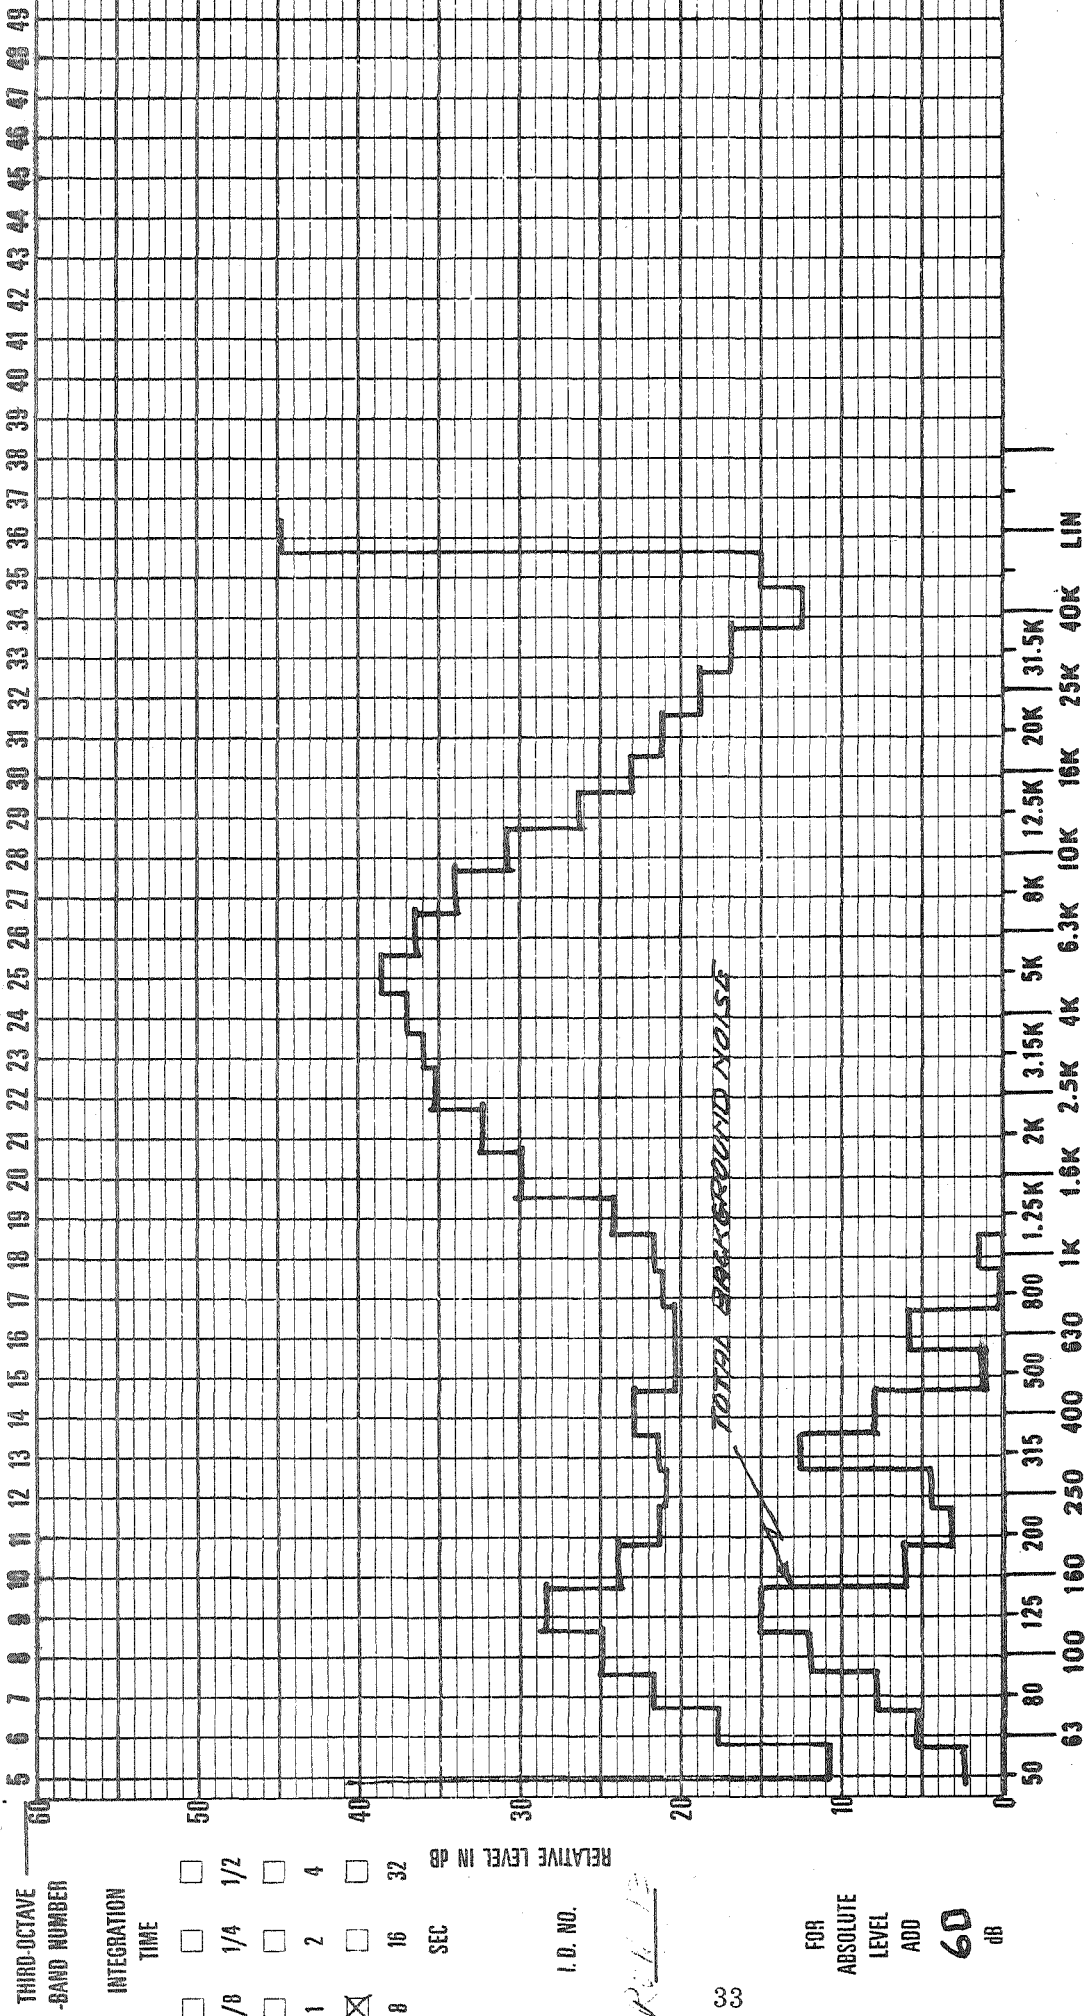 THIRD-OCTAVE
-BAND NUMBER
5 6 7 8 9 10 11 12 13 14 15 16 17 18 19 20 21 22 23 24 25 26 27 28 29 30 31 32 33 34 35 36 37 38 39 40 41 42 43 44 45 46 47 48 49
INTEGRATION
TIME
/8 1/4 1/2
1 2 4
8 16 32
SEC
RELATIVE LEVEL IN dB
60
50
40
30
20
10
0
I.D. NO.
TOTAL BACKGROUND NOISE
FOR
ABSOLUTE
LEVEL
ADD
60
dB
50 80 125 200 315 500 800 1.25K 2K 3.15K 5K 8K 12.5K 20K 31.5K
63 100 160 250 400 630 1K 1.6K 2.5K 4K 6.3K 10K 16K 25K 40K LIN
33